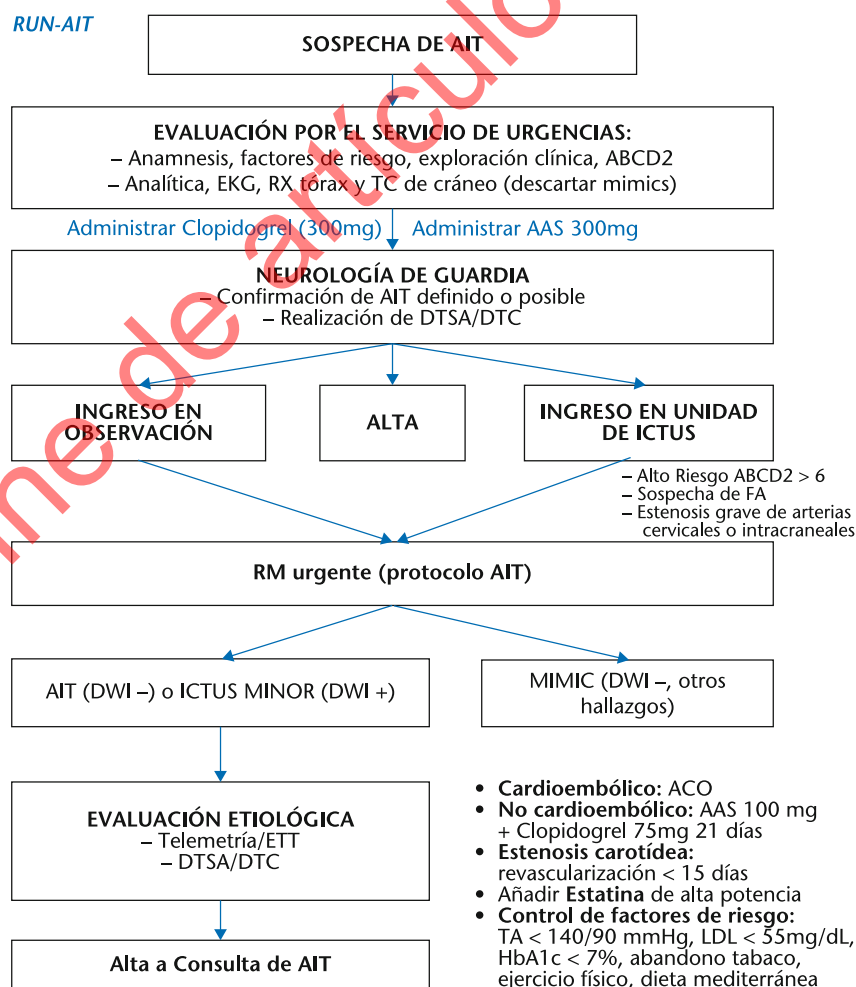 RUN-AIT
SOSPECHA DE AIT
EVALUACIÓN POR EL SERVICIO DE URGENCIAS:
– Anamnesis, factores de riesgo, exploración clínica, ABCD2
– Analítica, EKG, RX tórax y TC de cráneo (descartar mimics)
Administrar Clopidogrel (300mg)
Administrar AAS 300mg
NEUROLOGÍA DE GUARDIA
– Confirmación de AIT definido o posible
– Realización de DTSA/DTC
INGRESO EN
OBSERVACIÓN
ALTA
INGRESO EN UNIDAD
DE ICTUS
– Alto Riesgo ABCD2 > 6
– Sospecha de FA
– Estenosis grave de arterias
cervicales o intracraneales
RM urgente (protocolo AIT)
AIT (DWI –) o ICTUS MINOR (DWI +)
MIMIC (DWI –, otros
hallazgos)
EVALUACIÓN ETIOLÓGICA
– Telemetría/ETT
– DTSA/DTC
Alta a Consulta de AIT
• Cardioembólico: ACO
• No cardioembólico: AAS 100 mg
+ Clopidogrel 75mg 21 días
• Estenosis carotídea:
revascularización < 15 días
• Añadir Estatina de alta potencia
• Control de factores de riesgo:
TA < 140/90 mmHg, LDL < 55mg/dL,
HbA1c < 7%, abandono tabaco,
ejercicio físico, dieta mediterránea
me de artículo